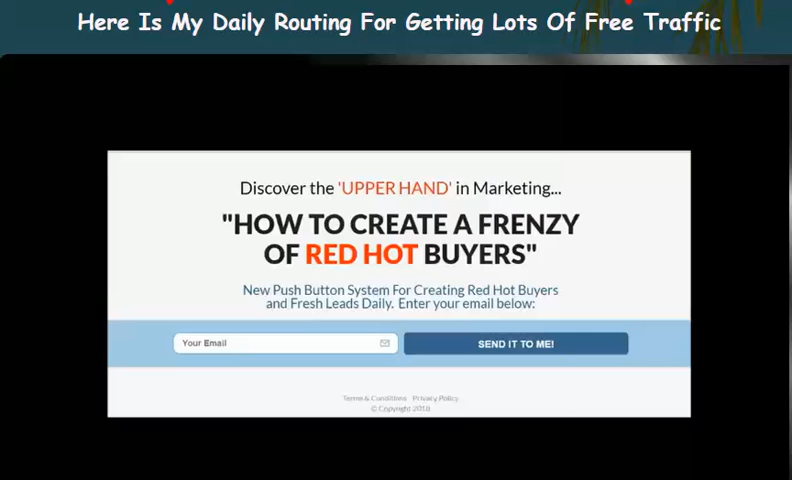 Here Is My Daily Routing For Getting Lots Of Free Traffic
Discover the 'UPPER HAND' in Marketing...
"HOW TO CREATE A FRENZY
OF RED HOT BUYERS"
New Push Button System For Creating Red Hot Buyers
and Fresh Leads Daily. Enter your email below:
Your Email
SEND IT TO ME!
Terms & Conditions Privacy Policy
© Copyright 2018